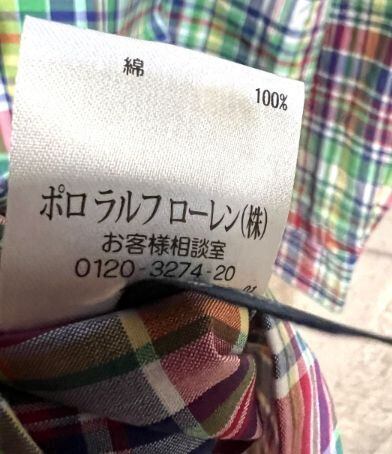 綿 100%
ポロ ラルフ ローレン(株)
お客様相談室
0120-3274-20